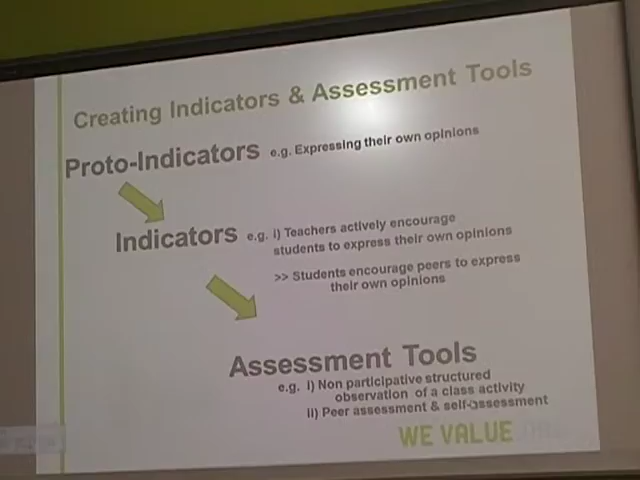 Creating Indicators & Assessment Tools
Proto-Indicators e.g. Expressing their own opinions
Indicators e.g. i) Teachers actively encourage
students to express their own opinions
>> Students encourage peers to express
their own opinions
Assessment Tools
e.g. i) Non participative structured
observation of a class activity
ii) Peer assessment & self-assessment
WE VALUE